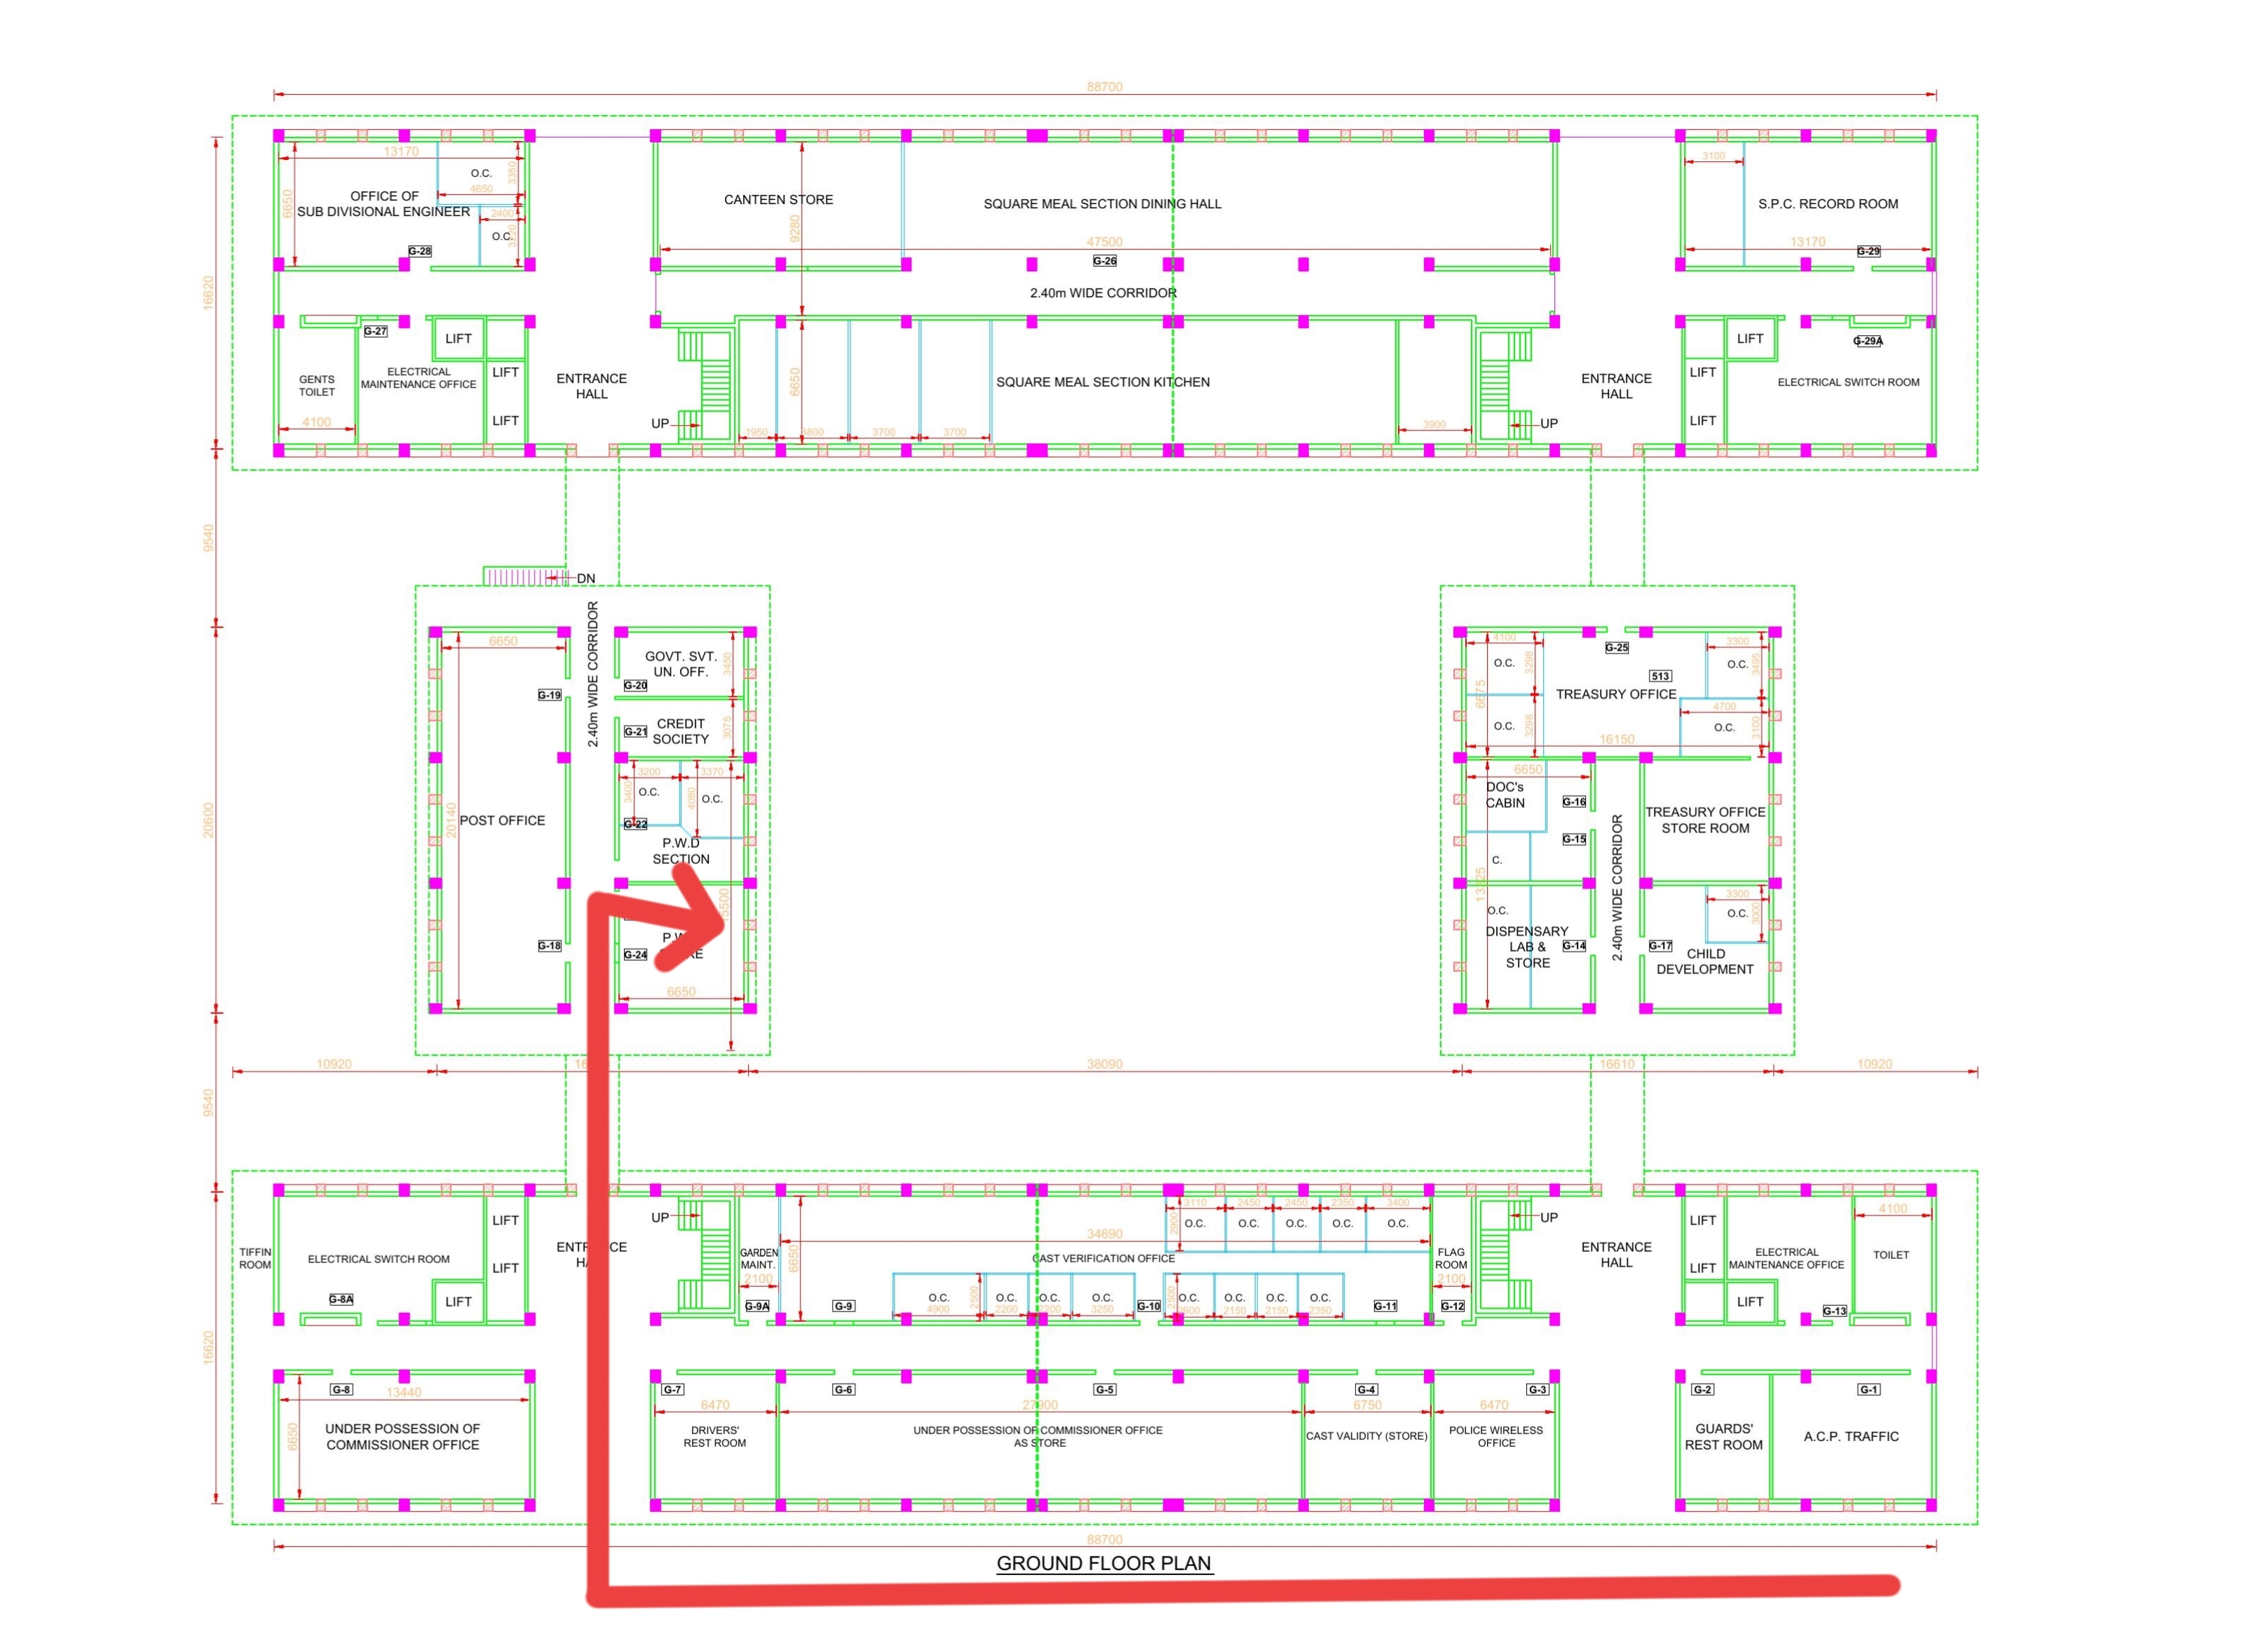 88700
13170
O.C.
3350
4650
6650
OFFICE OF
SUB DIVISIONAL ENGINEER
2400
O.C.
G-28
CANTEEN STORE
9280
SQUARE MEAL SECTION DINING HALL
47500
G-26
2.40m WIDE CORRIDOR
3100
S.P.C. RECORD ROOM
13170
G-29
16620
G-27
LIFT
GENTS
TOILET
ELECTRICAL
MAINTENANCE OFFICE
LIFT
LIFT
4100
ENTRANCE
HALL
UP
6650
SQUARE MEAL SECTION KITCHEN
1950
3800
3700
3700
3900
UP
ENTRANCE
HALL
LIFT
LIFT
LIFT
G-29A
ELECTRICAL SWITCH ROOM
9540
DN
2.40m WIDE CORRIDOR
6650
G-19
POST OFFICE
20140
G-18
GOVT. SVT.
UN. OFF.
3450
G-20
CREDIT
SOCIETY
3075
G-21
3200
3370
3400
O.C.
4080
O.C.
G-22
P.W.D
SECTION
G-24
6650
20600
4100
3298
O.C.
6675
O.C.
3298
G-25
513
TREASURY OFFICE
3300
O.C.
3495
4700
O.C.
3100
16150
6650
DOC's
CABIN
G-16
G-15
C.
O.C.
DISPENSARY
LAB &
STORE
G-14
2.40m WIDE CORRIDOR
TREASURY OFFICE
STORE ROOM
3300
O.C.
3000
G-17
CHILD
DEVELOPMENT
10920
38090
16610
10920
9540
TIFFIN
ROOM
ELECTRICAL SWITCH ROOM
G-8A
LIFT
LIFT
LIFT
UP
GARDEN
MAINT.
2100
G-9A
6650
G-9
34690
CAST VERIFICATION OFFICE
3110
2450
2450
2350
3400
2900
O.C.
O.C.
O.C.
O.C.
O.C.
O.C.
4900
2500
O.C.
2200
O.C.
2200
O.C.
3250
G-10
2500
O.C.
2600
O.C.
2150
O.C.
2150
O.C.
2350
G-11
FLAG
ROOM
2100
G-12
UP
ENTRANCE
HALL
LIFT
LIFT
LIFT
ELECTRICAL
MAINTENANCE OFFICE
4100
TOILET
G-13
16620
G-8
13440
6650
UNDER POSSESSION OF
COMMISSIONER OFFICE
G-7
6470
DRIVERS'
REST ROOM
G-6
G-5
27900
UNDER POSSESSION OF COMMISSIONER OFFICE
AS STORE
G-4
6750
CAST VALIDITY (STORE)
G-3
6470
POLICE WIRELESS
OFFICE
G-2
GUARDS'
REST ROOM
G-1
A.C.P. TRAFFIC
88700
GROUND FLOOR PLAN